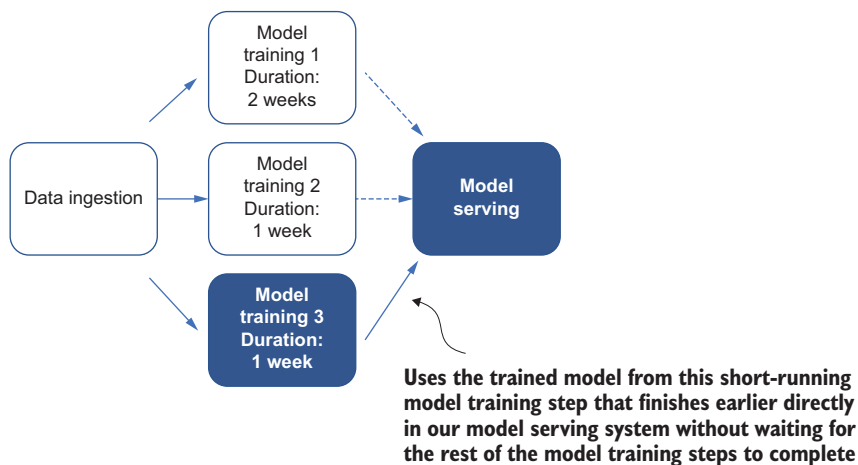 Model
training 1
Duration:
2 weeks
Data ingestion
Model
training 2
Duration:
1 week
Model
serving
Model
training 3
Duration:
1 week
Uses the trained model from this short-running
model training step that finishes earlier directly
in our model serving system without waiting for
the rest of the model training steps to complete